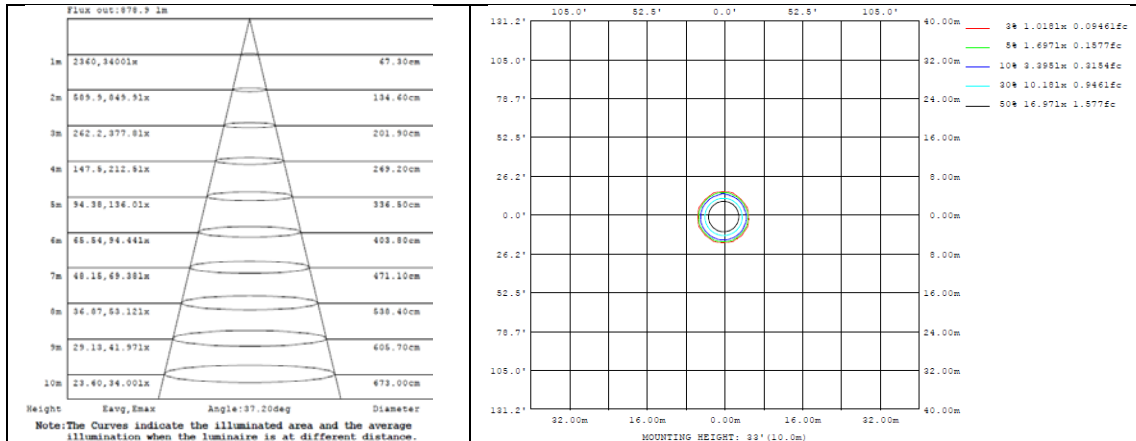 Flux out:878.9 lm
1m 2360,3400lx 67.30cm
2m 589.9,849.9lx 134.60cm
3m 262.2,377.8lx 201.90cm
4m 147.5,212.5lx 269.20cm
5m 94.38,136.0lx 336.50cm
6m 65.54,94.44lx 403.80cm
7m 48.15,69.38lx 471.10cm
8m 36.87,53.12lx 538.40cm
9m 29.13,41.97lx 605.70cm
10m 23.60,34.00lx 673.00cm
Height Eavg,Emax Angle:37.20deg Diameter
Note:The Curves indicate the illuminated area and the average
illumination when the luminaire is at different distance.
105.0' 52.5' 0.0' 52.5' 105.0'
131.2' 40.00m
105.0' 32.00m
78.7' 24.00m
52.5' 16.00m
26.2' 8.00m
0.0' 0.00m
26.2' 8.00m
52.5' 16.00m
78.7' 24.00m
105.0' 32.00m
131.2' 40.00m
32.00m 16.00m 0.00m 16.00m 32.00m
MOUNTING HEIGHT: 33'(10.0m)
3% 1.018lx 0.09461fc
5% 1.697lx 0.1577fc
10% 3.395lx 0.3154fc
30% 10.18lx 0.9461fc
50% 16.97lx 1.577fc